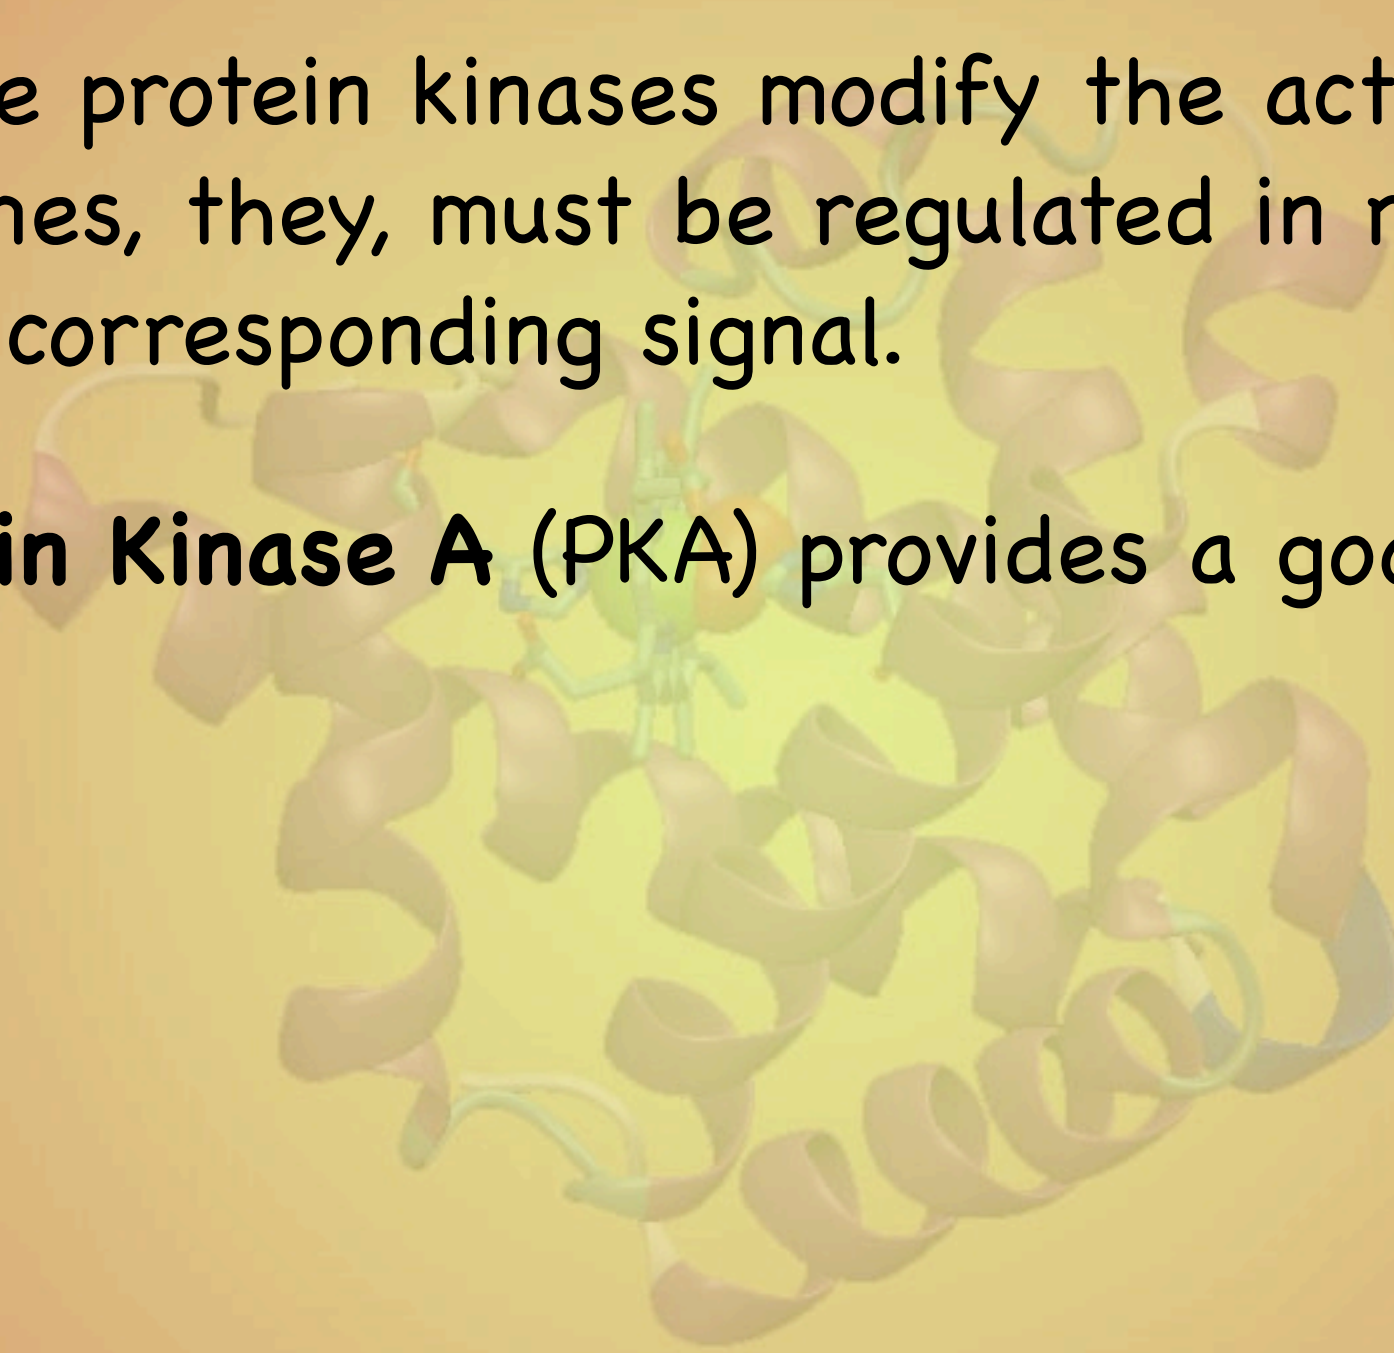 e protein kinases modify the act
nes, they, must be regulated in r
corresponding signal.
in Kinase A (PKA) provides a goo